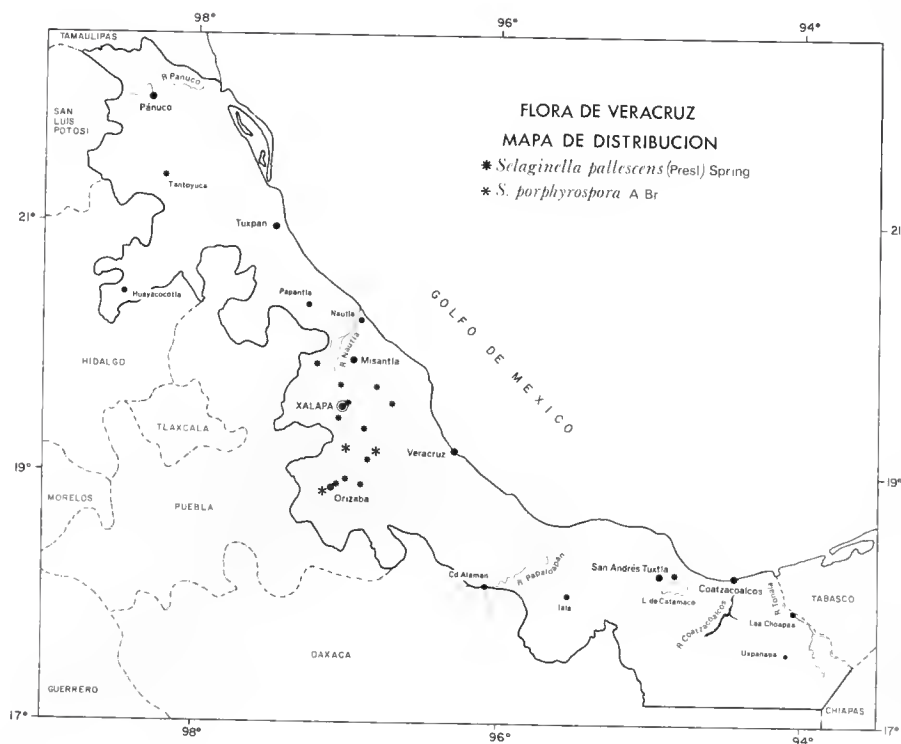 98° 96° 94°
TAMAULIPAS
R Panuco
Pánuco
SAN
LUIS
POTOSI
FLORA DE VERACRUZ
MAPA DE DISTRIBUCION
* Selaginella pallescens (Presl) Spring
* S. porphyrospora A Br
Tantoyuca
21° 21°
Tuxpan
Huayacocotla
Papantla
Nautla
GOLFO DE MEXICO
R Nautla
Misantla
HIDALGO
XALAPA
TLAXCALA
Veracruz
19° 19°
MORELOS
PUEBLA
Orizaba
Cd Aleman
R Papaloapan
San Andrés Tuxtla
Coatzacoalcos
L de Catemaco
Isla
R Coatzacoalcos
R Tonala
TABASCO
Las Choapas
Uxpanapa
OAXACA
GUERRERO
CHIAPAS
17° 17°
98° 96° 94°